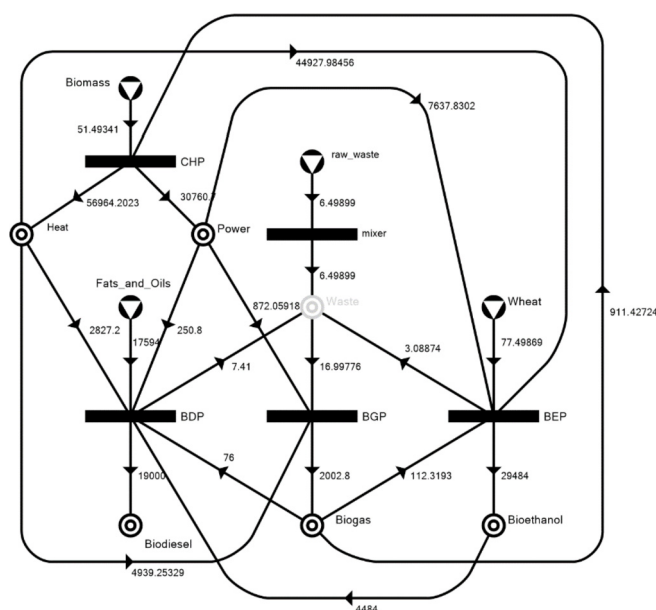 44927.98456
Biomass
7637.8302
51.49341
raw_waste
CHP
56964.2023
30760.7
6.49899
Heat
Power
mixer
Fats_and_Oils
6.49899
Waste
Wheat
872.05918
911.42724
2827.2
17594
250.8
3.08874
77.49869
7.41
16.99776
BDP
BGP
BEP
76
19000
2002.8
112.3193
29484
Biogas
Bioethanol
Biodiesel
4939.25329
4484